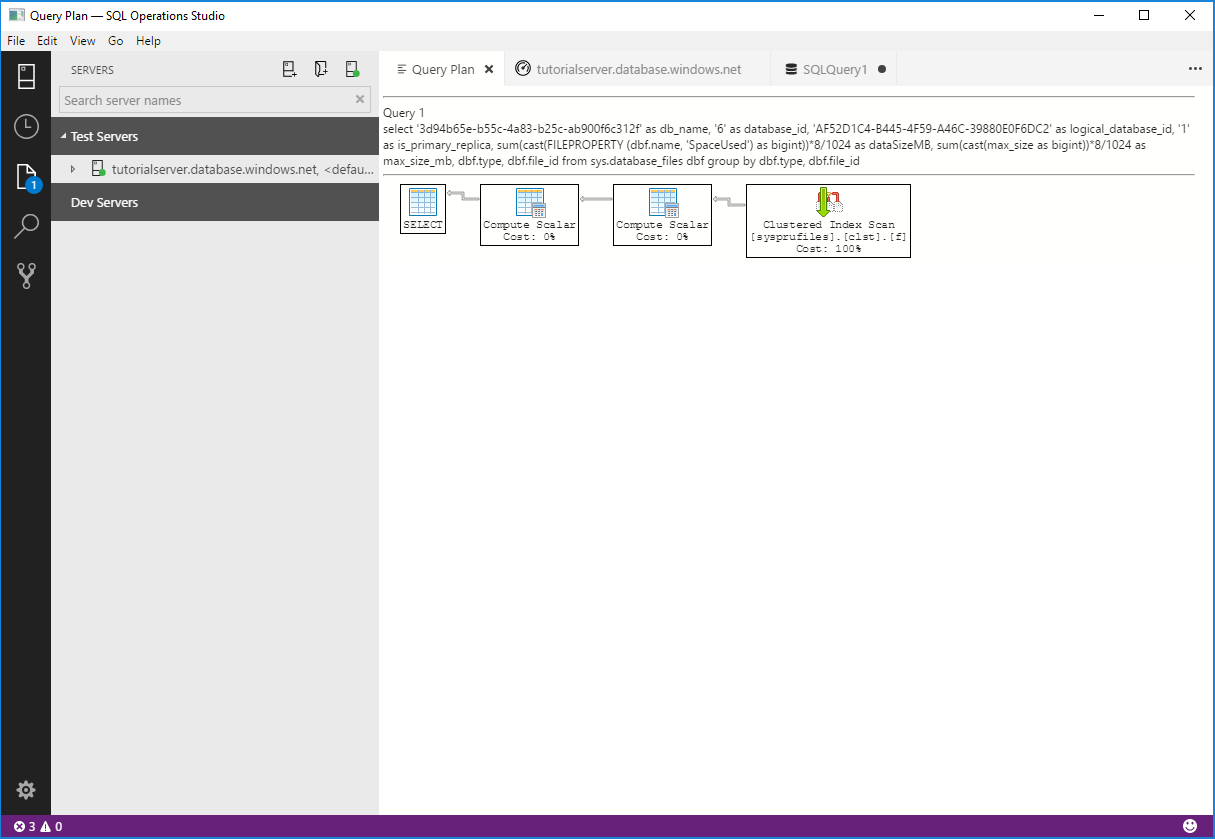 Query Plan — SQL Operations Studio
File Edit View Go Help
SERVERS
Search server names
Test Servers
tutorialserver.database.windows.net, <defau...
Dev Servers
1
Query Plan
tutorialserver.database.windows.net
SQLQuery1
Query 1
select '3d94b65e-b55c-4a83-b25c-ab900f6c312f' as db_name, '6' as database_id, 'AF52D1C4-B445-4F59-A46C-39880E0F6DC2' as logical_database_id, '1'
as is_primary_replica, sum(cast(FILEPROPERTY (dbf.name, 'SpaceUsed') as bigint))*8/1024 as dataSizeMB, sum(cast(max_size as bigint))*8/1024 as
max_size_mb, dbf.type, dbf.file_id from sys.database_files dbf group by dbf.type, dbf.file_id
SELECT
Compute Scalar
Cost: 0%
Compute Scalar
Cost: 0%
Clustered Index Scan
[sysprufiles].[clst].[f]
Cost: 100%
3 0